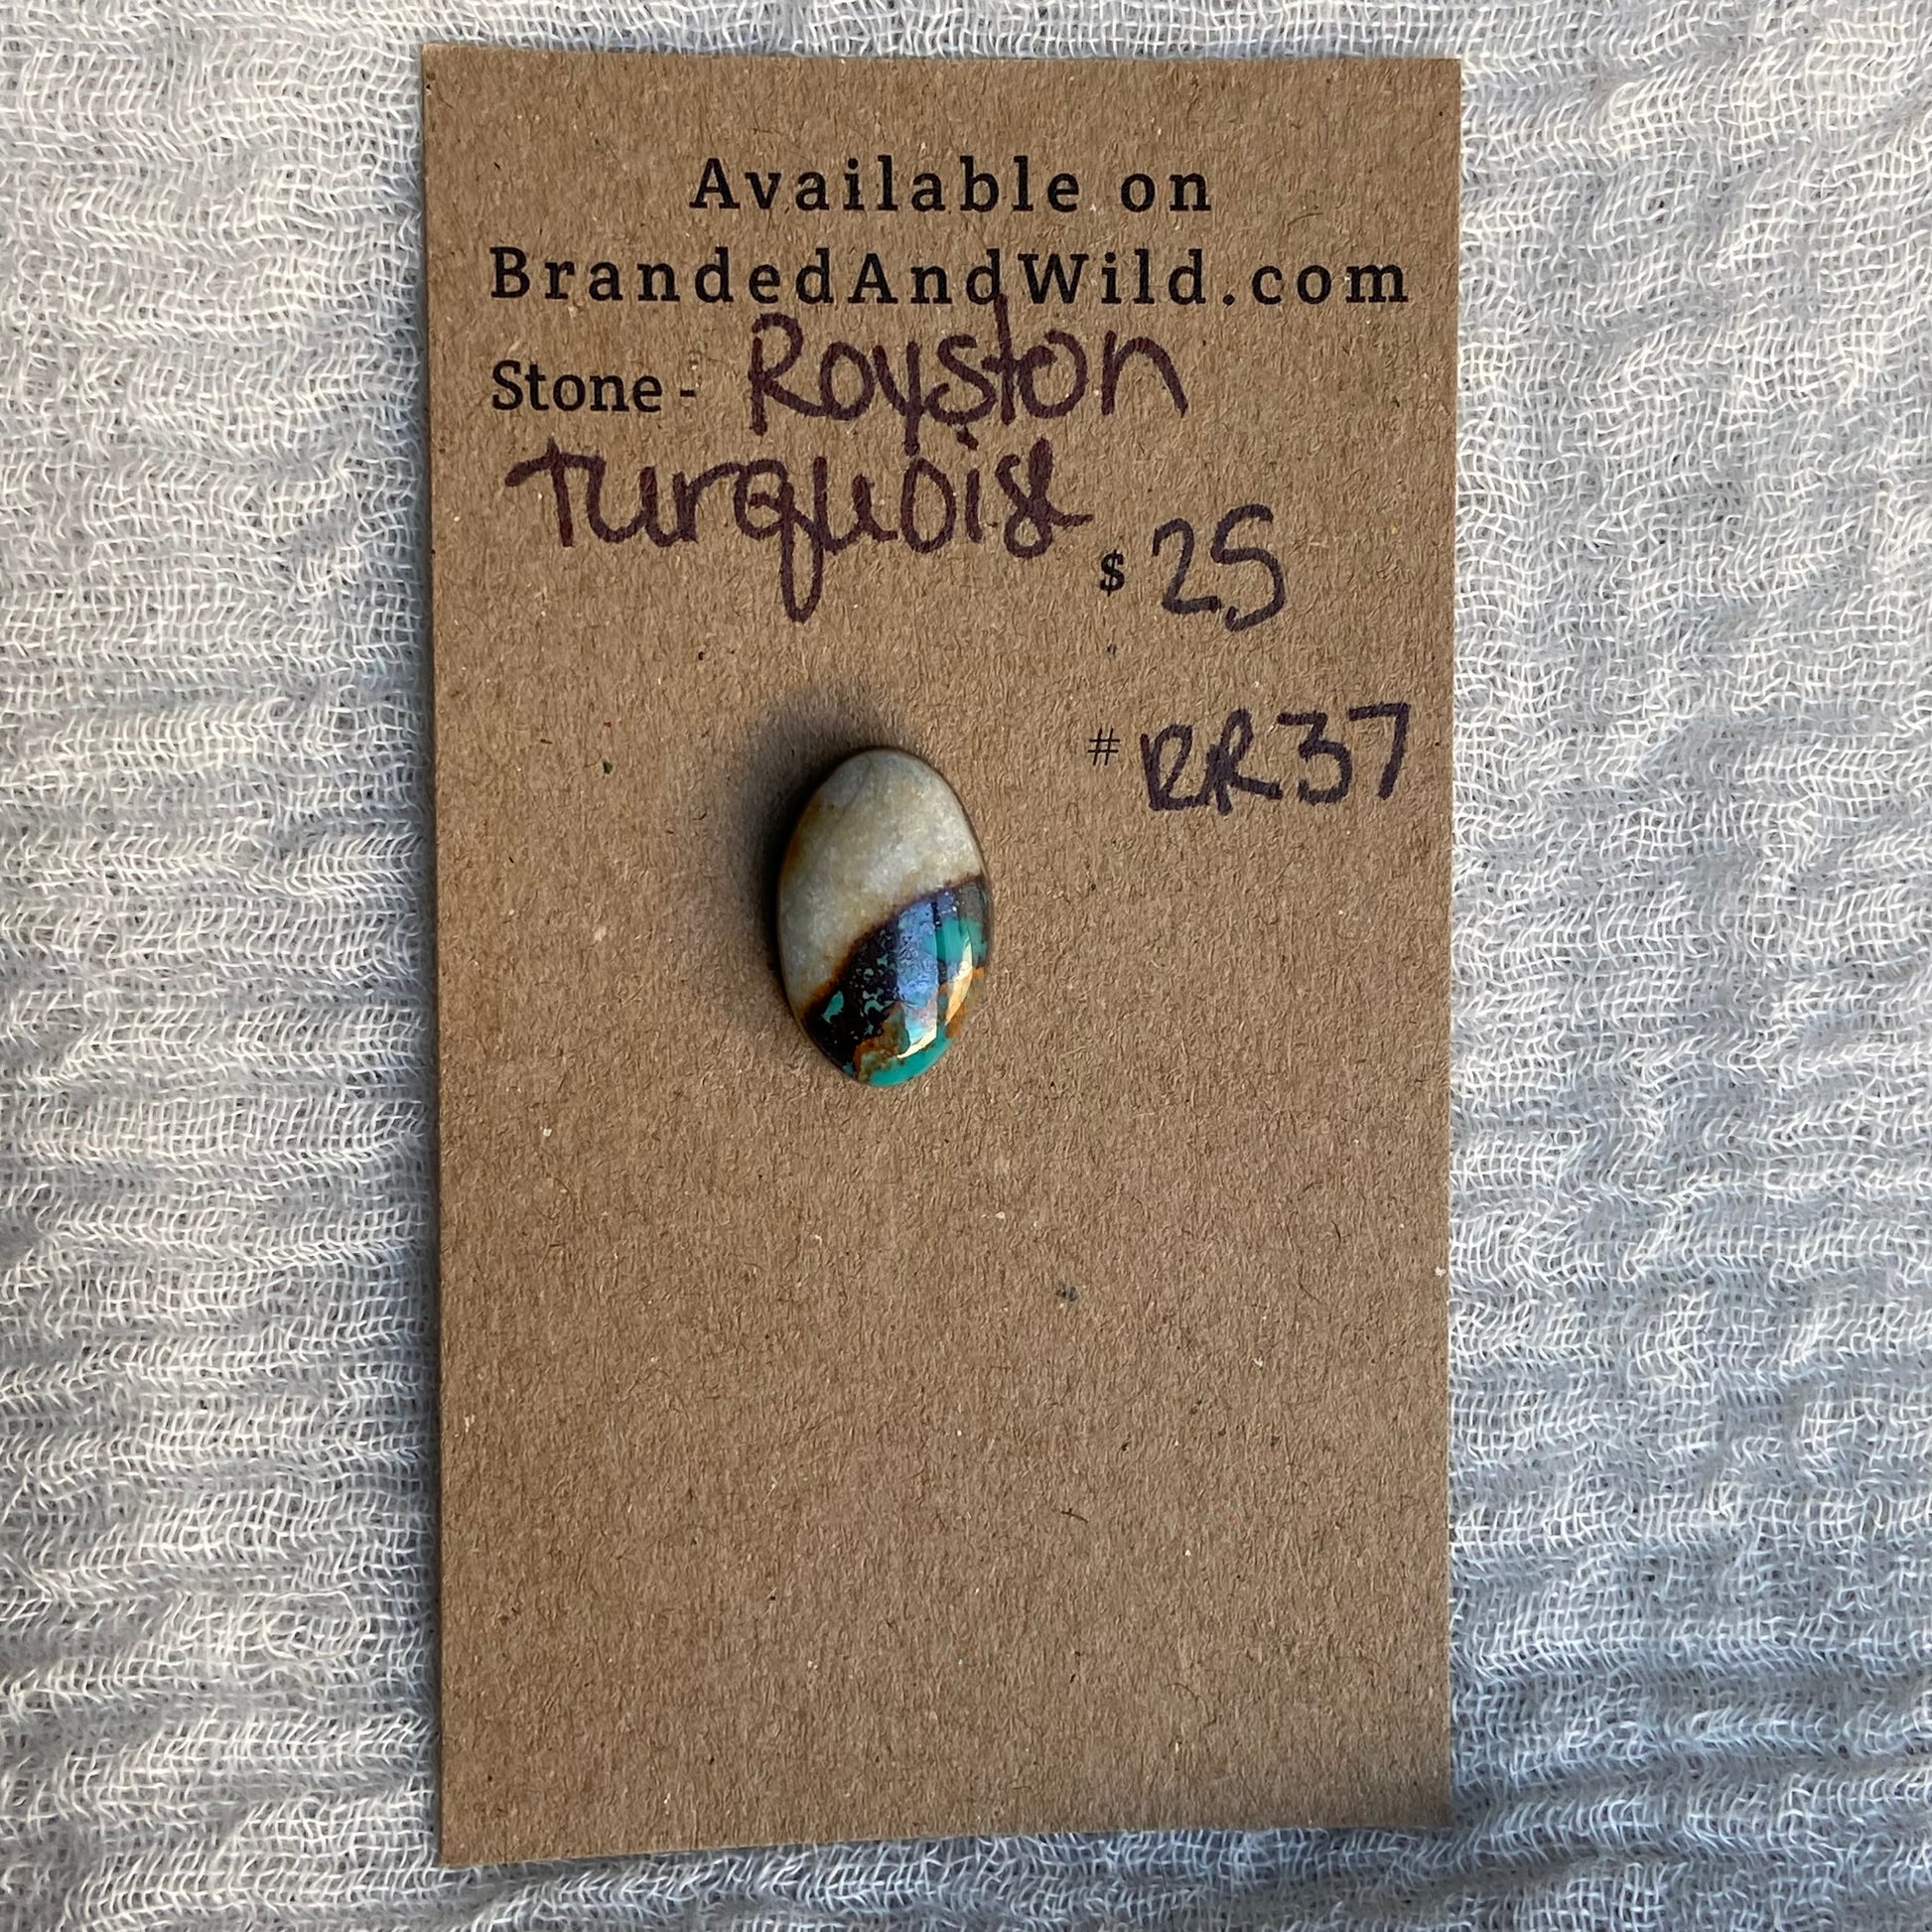 Available on
BrandedAndWild.com
Stone - Royston
Turquoise
$ 25
# RR37